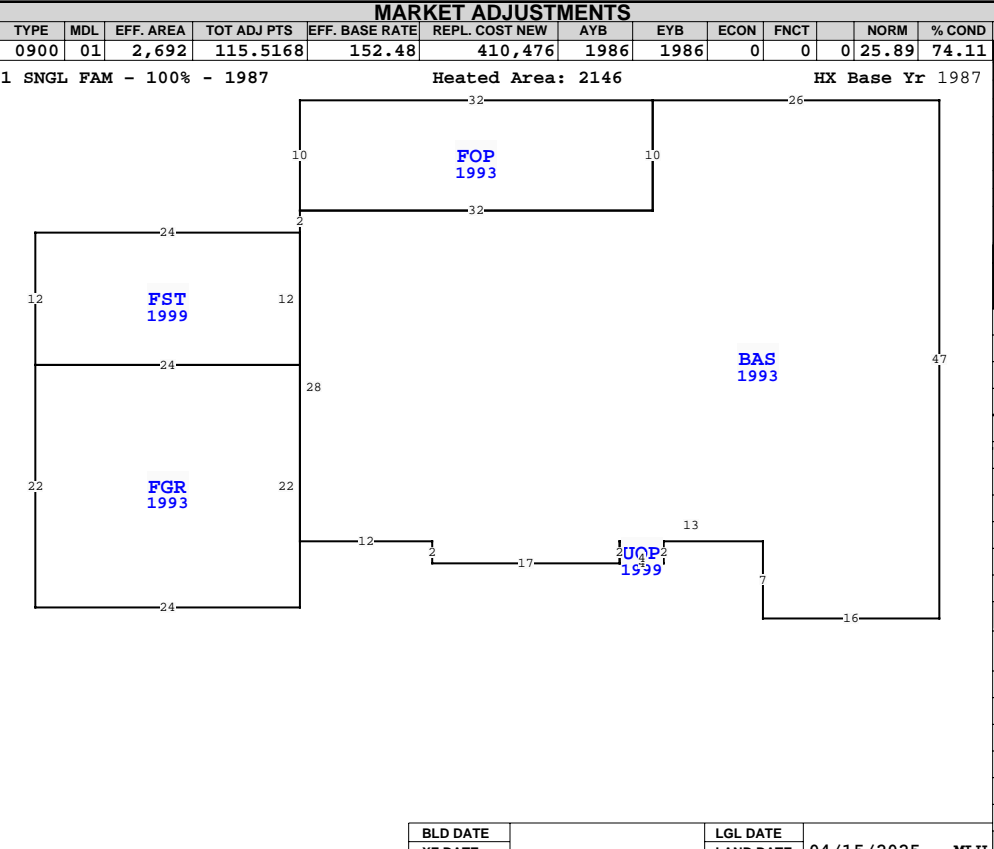 MARKET ADJUSTMENTS
TYPE MDL EFF. AREA TOT ADJ PTS EFF. BASE RATE REPL. COST NEW AYB EYB ECON FNCT NORM % COND
0900 01 2,692 115.5168 152.48 410,476 1986 1986 0 0 0 25.89 74.11
1 SNGL FAM - 100% - 1987 Heated Area: 2146 HX Base Yr 1987
32 26
10 FOP 10
1993
32
2
24
12 FST 12
1999
24
BAS 47
1993
28
22 FGR 22
1993
13
12 2 2 UOP 2
17 4
1999
7
24
16
BLD DATE LGL DATE
04/15/2025